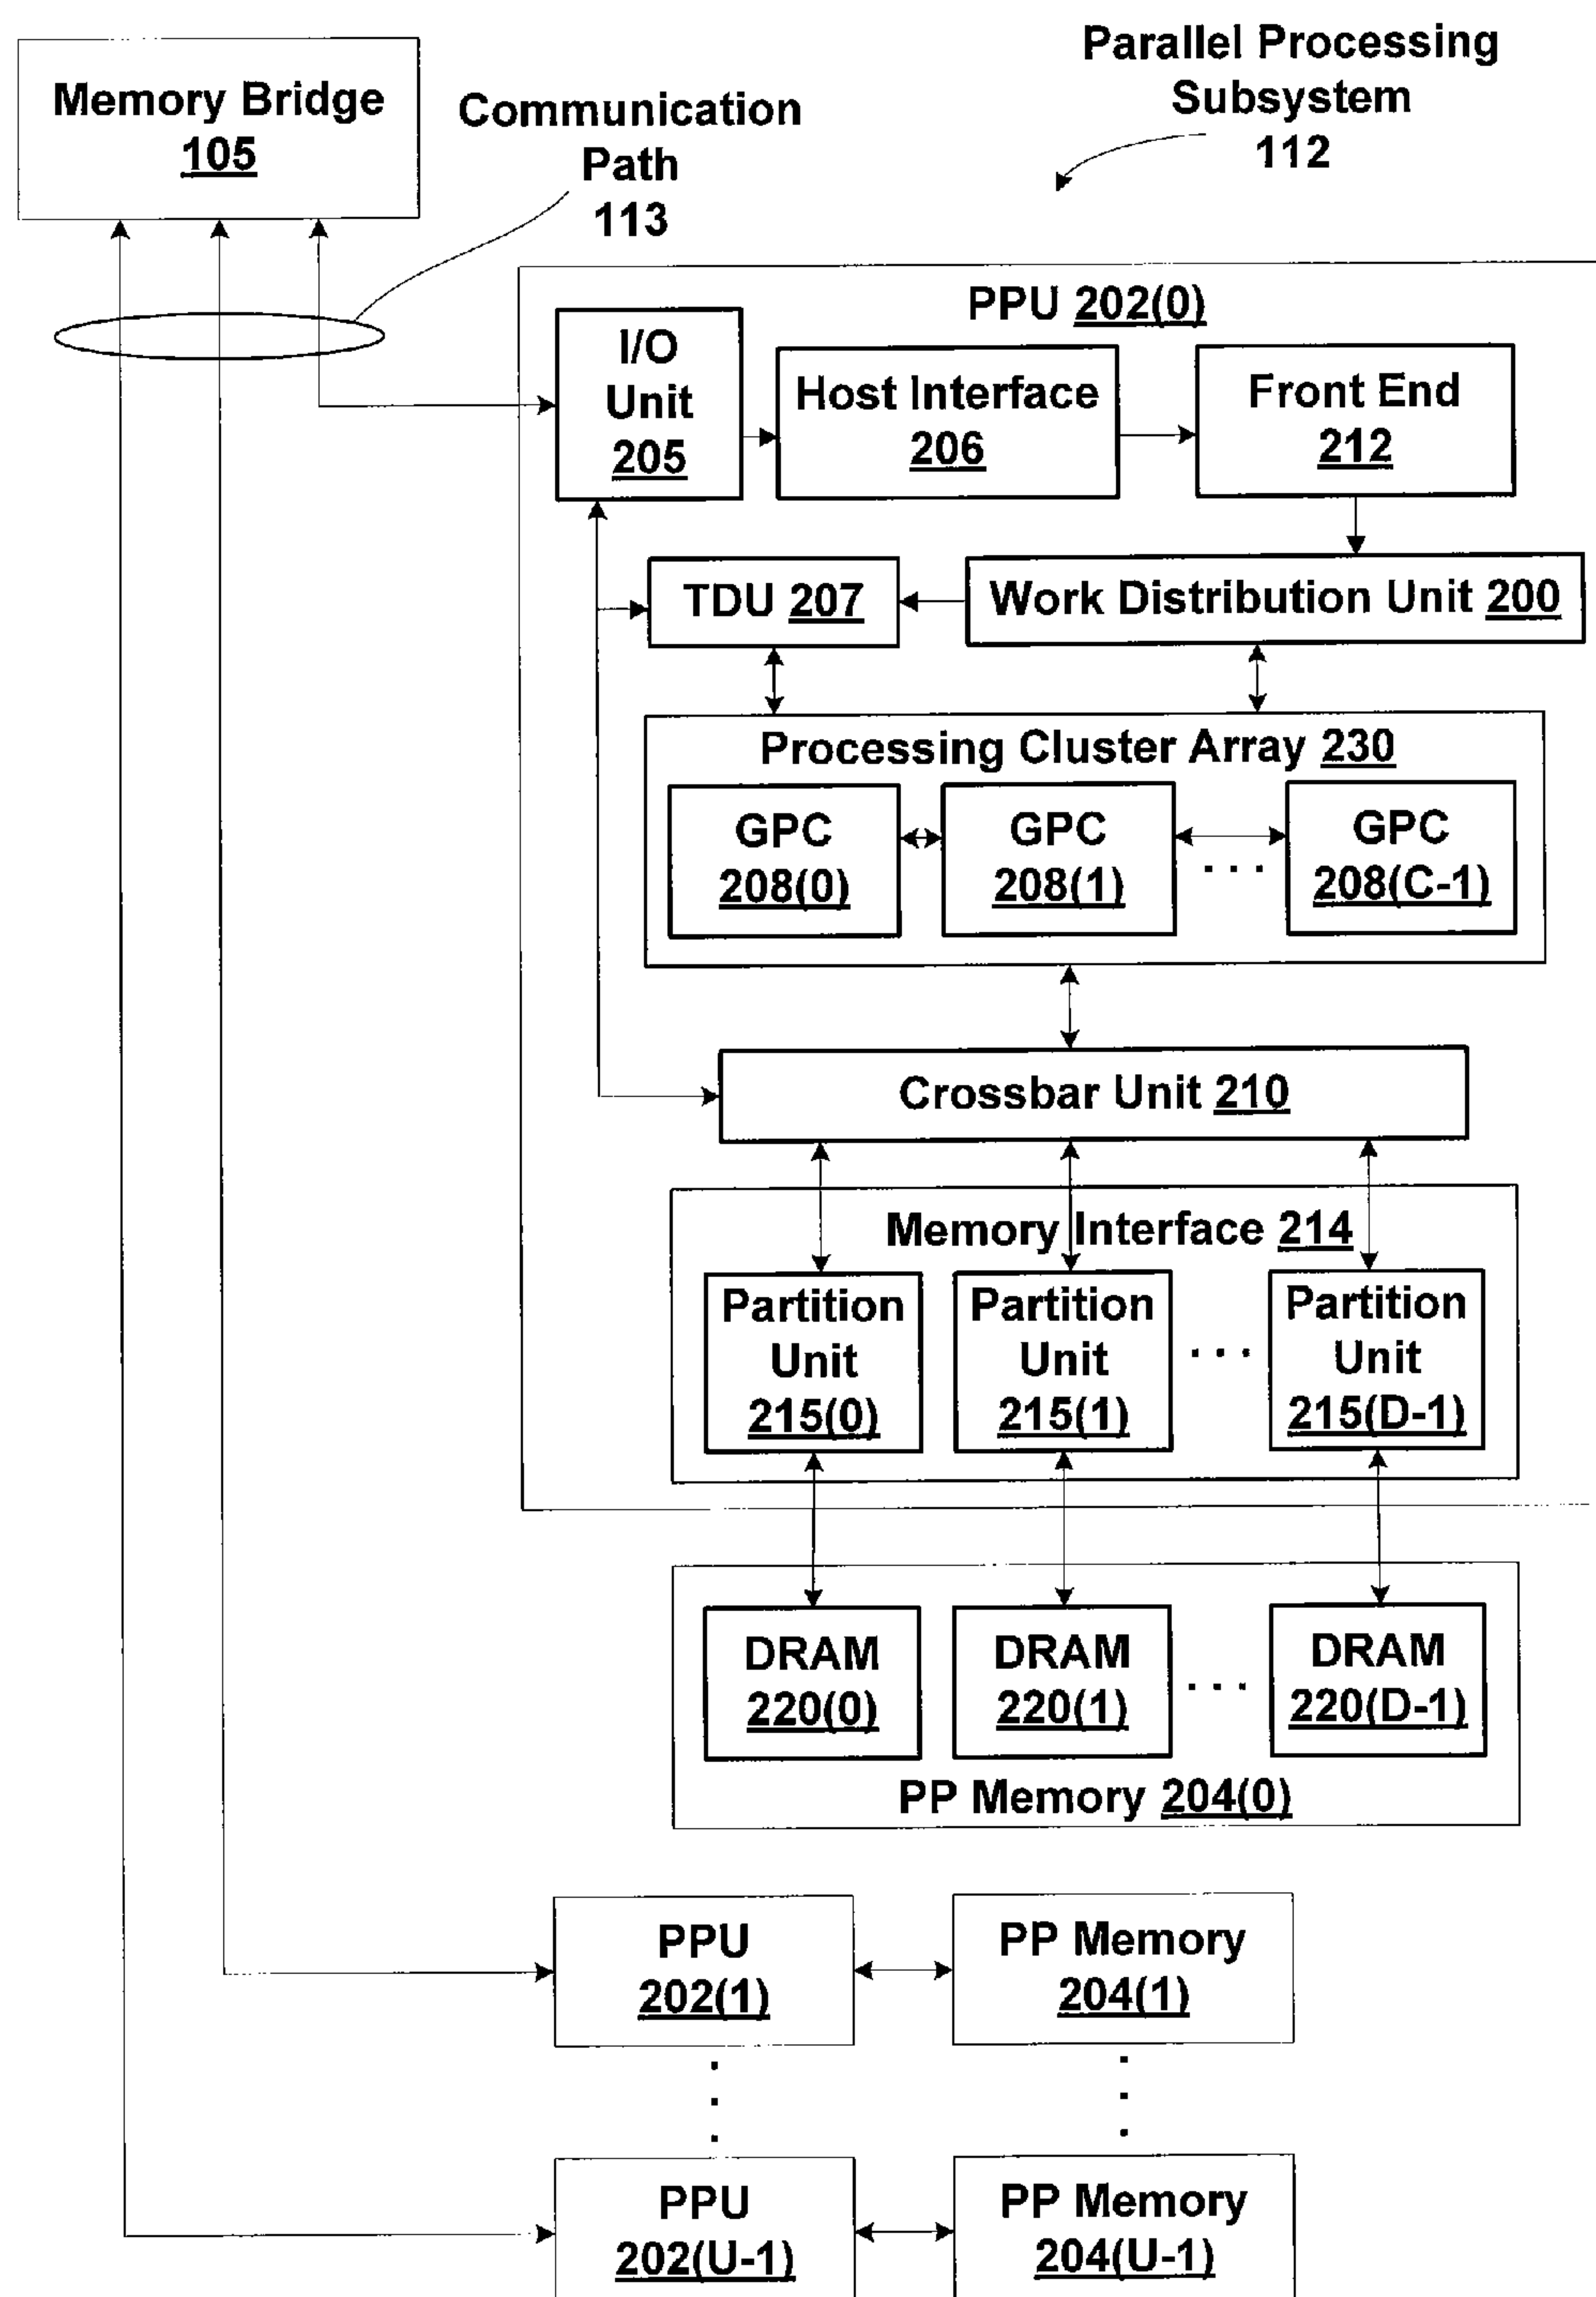 Parallel Processing
Subsystem
112
Memory Bridge
105
Communication
Path
113
PPU 202(0)
I/O
Unit
205
Host Interface
206
Front End
212
TDU 207
Work Distribution Unit 200
Processing Cluster Array 230
GPC
208(0)
GPC
208(1)
. . .
GPC
208(C-1)
Crossbar Unit 210
Memory Interface 214
Partition
Unit
215(0)
Partition
Unit
215(1)
. . .
Partition
Unit
215(D-1)
DRAM
220(0)
DRAM
220(1)
. . .
DRAM
220(D-1)
PP Memory 204(0)
PPU
202(1)
PP Memory
204(1)
PPU
202(U-1)
PP Memory
204(U-1)